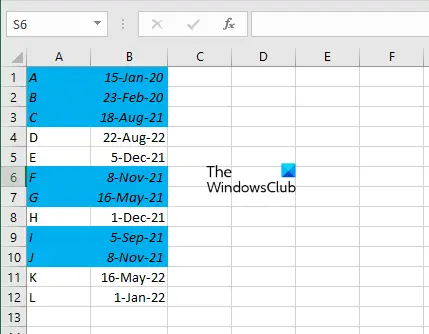 S6
fx
A B C D E F
1 A 15-Jan-20
2 B 23-Feb-20
3 C 18-Aug-21
4 D 22-Aug-22
5 E 5-Dec-21
6 F 8-Nov-21
7 G 16-May-21
8 H 1-Dec-21
9 I 5-Sep-21
10 J 8-Nov-21
11 K 16-May-22
12 L 1-Jan-22
13
The
WindowsClub